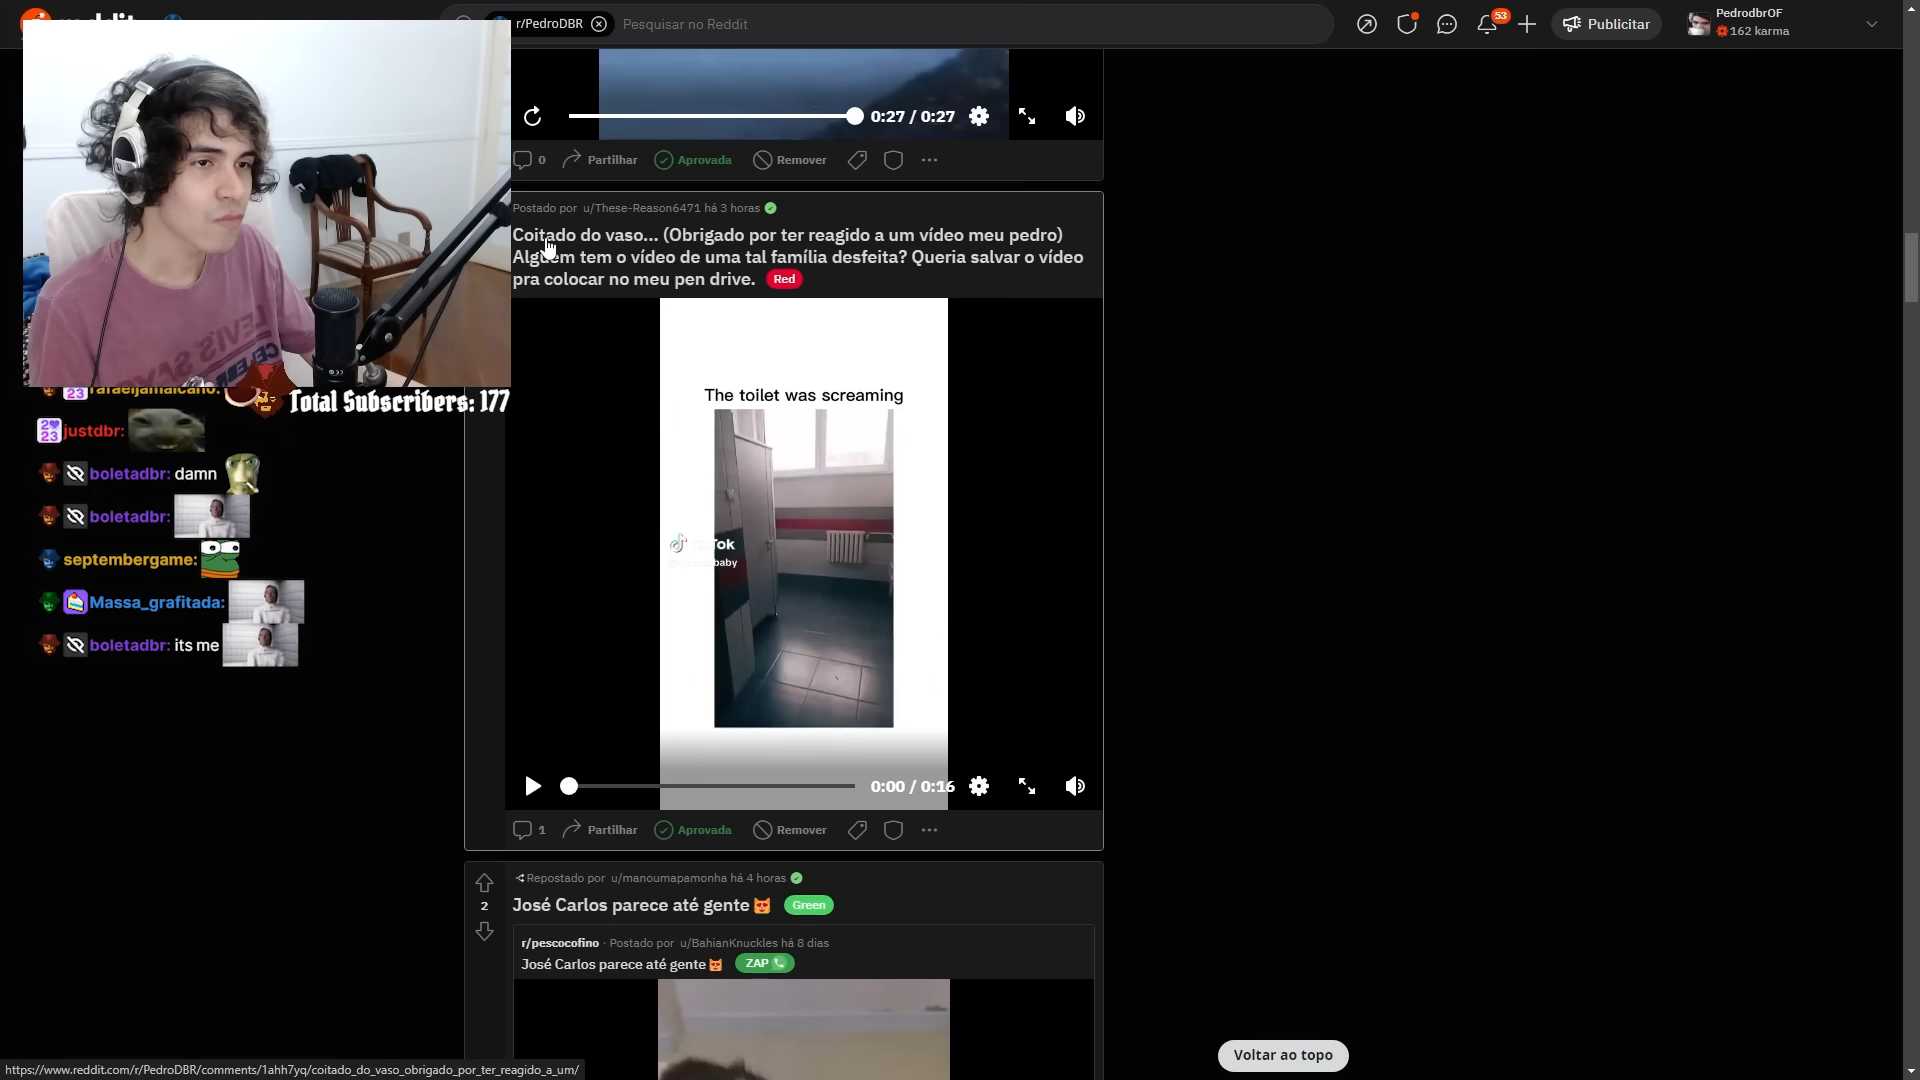 r/PedroDBR
Pesquisar no Reddit
53
Publicitar
PedrodbrOF
162 karma
0:27 / 0:27
0 Partilhar Aprovada Remover
Postado por u/These-Reason6471 há 3 horas
Coitado do vaso... (Obrigado por ter reagido a um vídeo meu pedro)
Alguém tem o vídeo de uma tal família desfeita? Queria salvar o vídeo
pra colocar no meu pen drive. Red
The toilet was screaming
0:00 / 0:16
1 Partilhar Aprovada Remover
rafaeljamaicano:
Total Subscribers: 177
justdbr:
boletadbr: damn
boletadbr:
septembergame:
Massa_grafitada:
boletadbr: its me
Repostado por u/manoumapamonha há 4 horas
2
José Carlos parece até gente Green
r/pescocofino · Postado por u/BahianKnuckles há 8 dias
José Carlos parece até gente ZAP
Voltar ao topo
https://www.reddit.com/r/PedroDBR/comments/1ahh7yq/coitado_do_vaso_obrigado_por_ter_reagido_a_um/